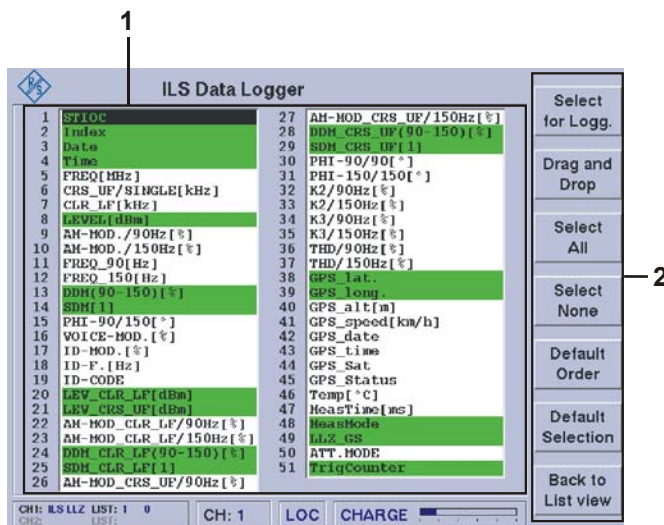 1
R/S
ILS Data Logger
1 STIOC
2 Index
3 Date
4 Time
5 FREQ[MHz]
6 CRS_UF/SINGLE[kHz]
7 CLR_LF[kHz]
8 LEVEL[dBm]
9 AM-MOD./90Hz[%]
10 AM-MOD./150Hz[%]
11 FREQ_90[Hz]
12 FREQ_150[Hz]
13 DDM(90-150)[%]
14 SDM[1]
15 PHI-90/150[°]
16 VOICE-MOD.[%]
17 ID-MOD.[%]
18 ID-F.[Hz]
19 ID-CODE
20 LEV_CLR_LF[dBm]
21 LEV_CRS_UF[dBm]
22 AM-MOD_CLR_LF/90Hz[%]
23 AM-MOD_CLR_LF/150Hz[%]
24 DDM_CLR_LF(90-150)[%]
25 SDM_CLR_LF[1]
26 AM-MOD_CRS_UF/90Hz[%]
27 AM-MOD_CRS_UF/150Hz[%]
28 DDM_CRS_UF(90-150)[%]
29 SDM_CRS_UF[1]
30 PHI-90/90[°]
31 PHI-150/150[°]
32 K2/90Hz[%]
33 K2/150Hz[%]
34 K3/90Hz[%]
35 K3/150Hz[%]
36 THD/90Hz[%]
37 THD/150Hz[%]
38 GPS_lat.
39 GPS_long.
40 GPS_alt[m]
41 GPS_speed[km/h]
42 GPS_date
43 GPS_time
44 GPS_Sat
45 GPS_Status
46 Temp[°C]
47 MeasTime[ms]
48 MeasMode
49 LLZ_GS
50 ATT.MODE
51 TrigCounter
Select
for Logg.
Drag and
Drop
Select
All
Select
None
Default
Order
Default
Selection
Back to
List view
2
CH1: ILS LLZ LIST: 1 0
CH2: LIST:
CH: 1
LOC
CHARGE